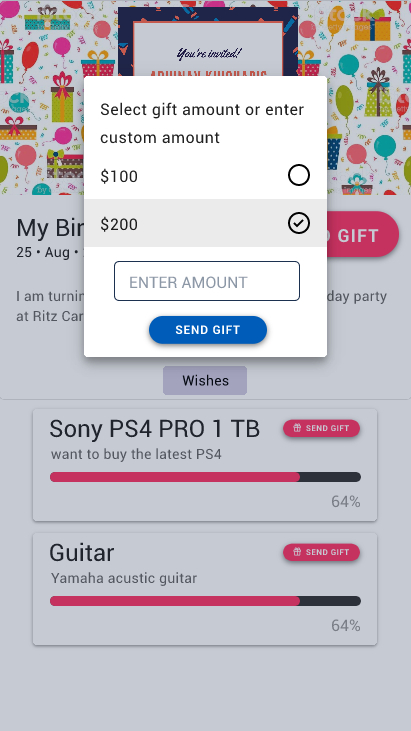 You're invited!
Select gift amount or enter
custom amount
$100
$200
ENTER AMOUNT
SEND GIFT
My Bir
GIFT
25 • Aug •
I am turnin
day party
at Ritz Car
Wishes
Sony PS4 PRO 1 TB
SEND GIFT
want to buy the latest PS4
64%
Guitar
SEND GIFT
Yamaha acustic guitar
64%